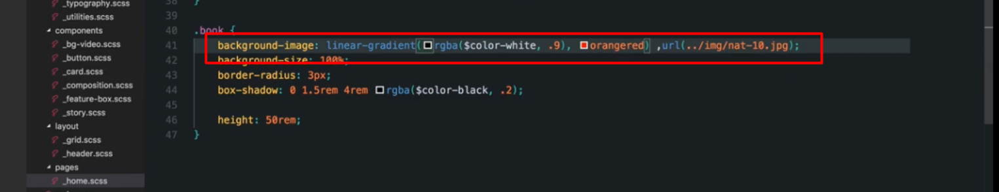 _typography.scss
_utilities.scss
components
_bg-video.scss
_button.scss
_card.scss
_composition.scss
_feature-box.scss
_story.scss
layout
_grid.scss
_header.scss
pages
_home.scss
38 }
39
40 .book {
41 background-image: linear-gradient(rgba($color-white, .9), orangered) ,url(../img/nat-10.jpg);
42 background-size: 100%;
43 border-radius: 3px;
44 box-shadow: 0 1.5rem 4rem rgba($color-black, .2);
45
46 height: 50rem;
47 }